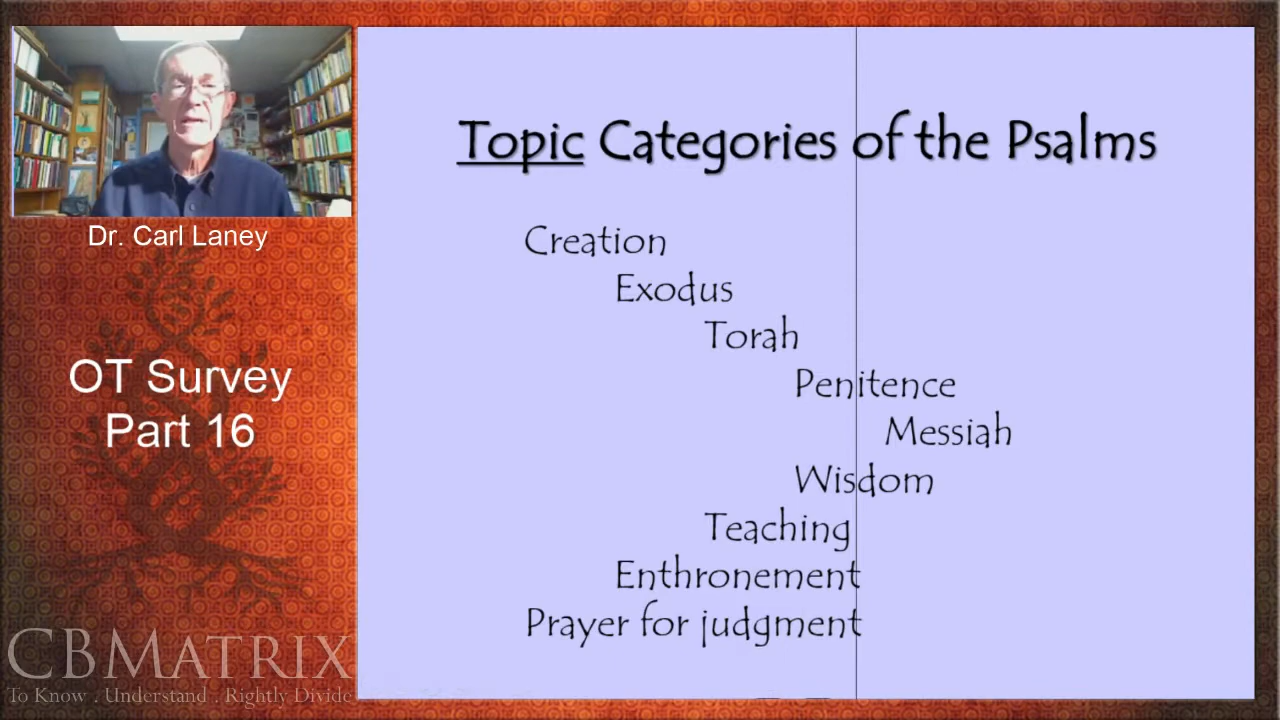 Dr. Carl Laney
OT Survey
Part 16
CBMATRIX
To Know . Understand . Rightly Divide
Topic Categories of the Psalms
Creation
Exodus
Torah
Penitence
Messiah
Wisdom
Teaching
Enthronement
Prayer for judgment